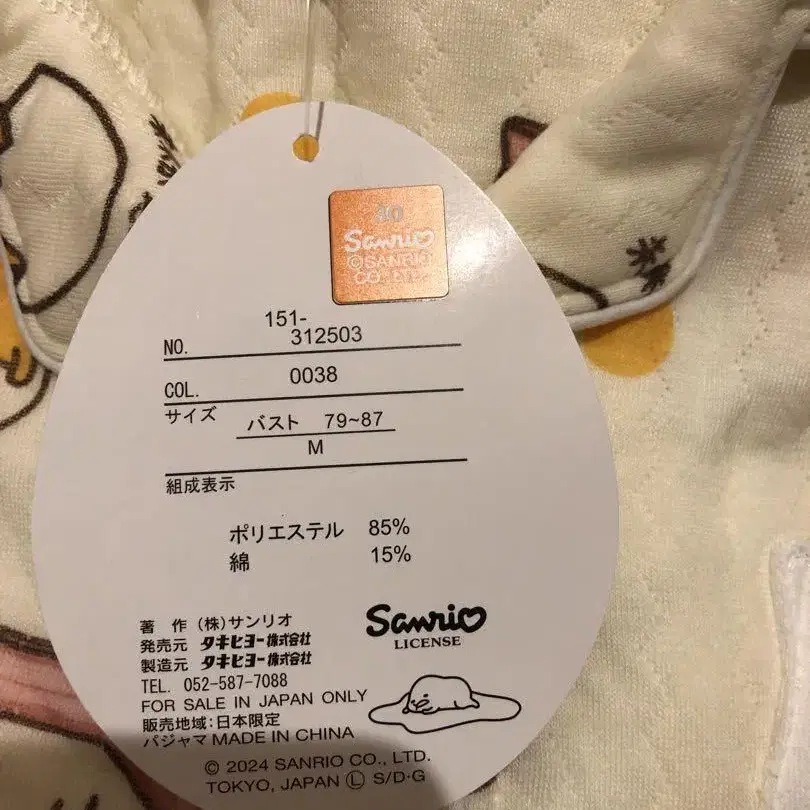 Sanrio
©SANRIO
CO., LTD.
151-
NO. 312503
COL. 0038
サイズ バスト 79~87
M
組成表示
ポリエステル 85%
綿 15%
著 作 (株)サンリオ
発売元 タキヒヨー株式会社
製造元 タキヒヨー株式会社
TEL. 052-587-7088
FOR SALE IN JAPAN ONLY
販売地域:日本限定
パジャマ MADE IN CHINA
Sanrio
LICENSE
© 2024 SANRIO CO., LTD.
TOKYO, JAPAN Ⓛ S/D·G